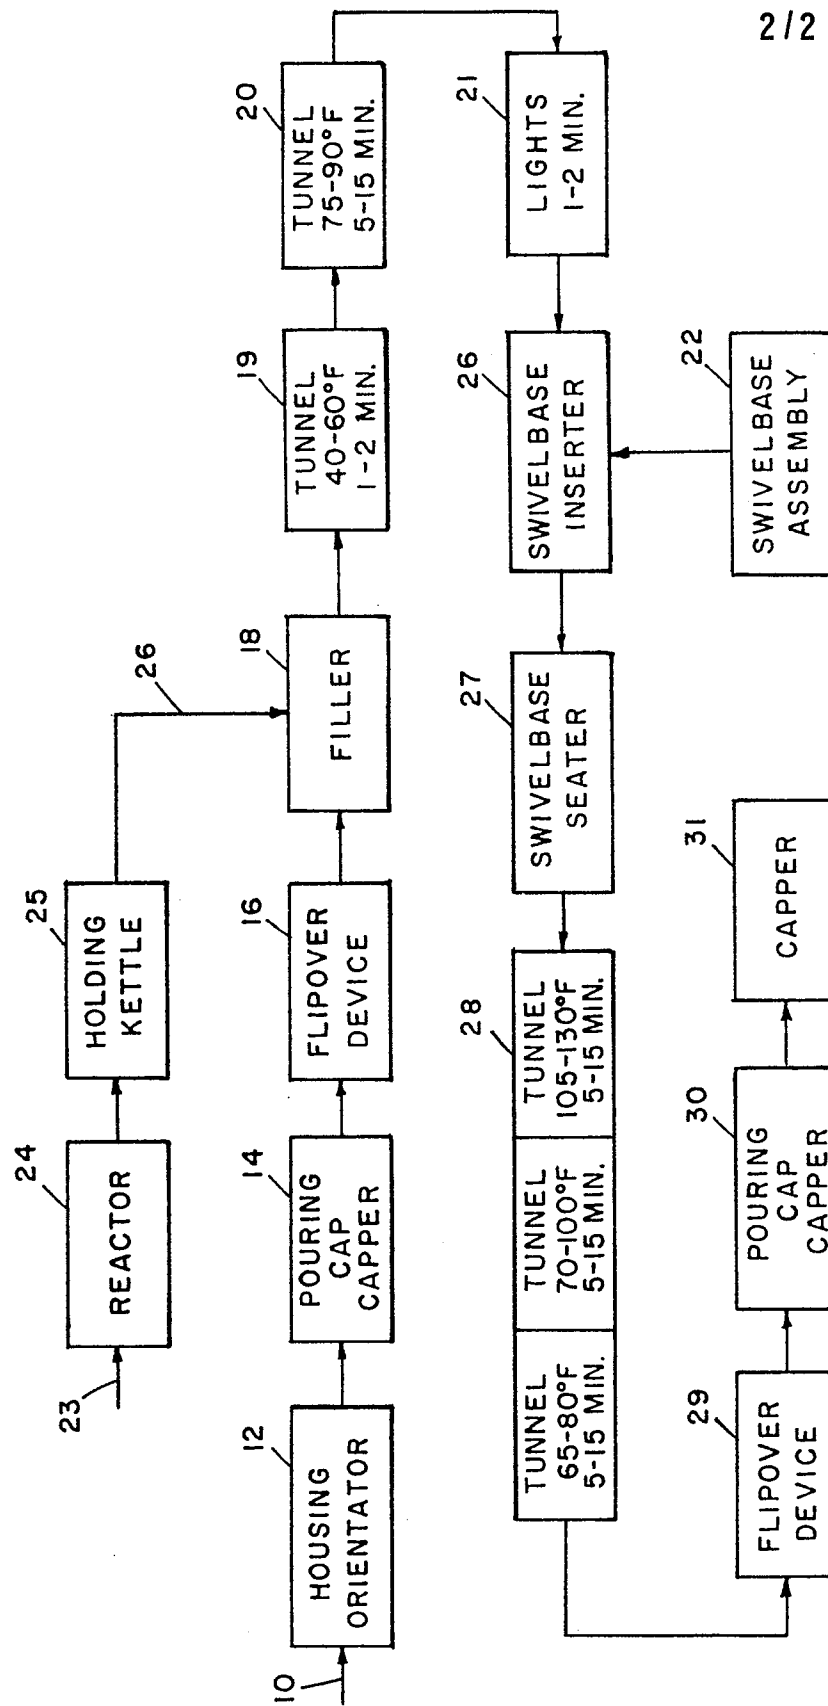 2/2
23
24
REACTOR
25
HOLDING
KETTLE
26
10
12
HOUSING
ORIENTATOR
14
POURING
CAP
CAPPER
16
FLIPOVER
DEVICE
18
FILLER
19
TUNNEL
40-60°F
1-2 MIN.
20
TUNNEL
75-90°F
5-15 MIN.
21
LIGHTS
1-2 MIN.
26
SWIVELBASE
INSERTER
22
SWIVELBASE
ASSEMBLY
27
SWIVELBASE
SEATER
28
TUNNEL
105-130°F
5-15 MIN.
TUNNEL
70-100°F
5-15 MIN.
TUNNEL
65-80°F
5-15 MIN.
29
FLIPOVER
DEVICE
30
POURING
CAP
CAPPER
31
CAPPER